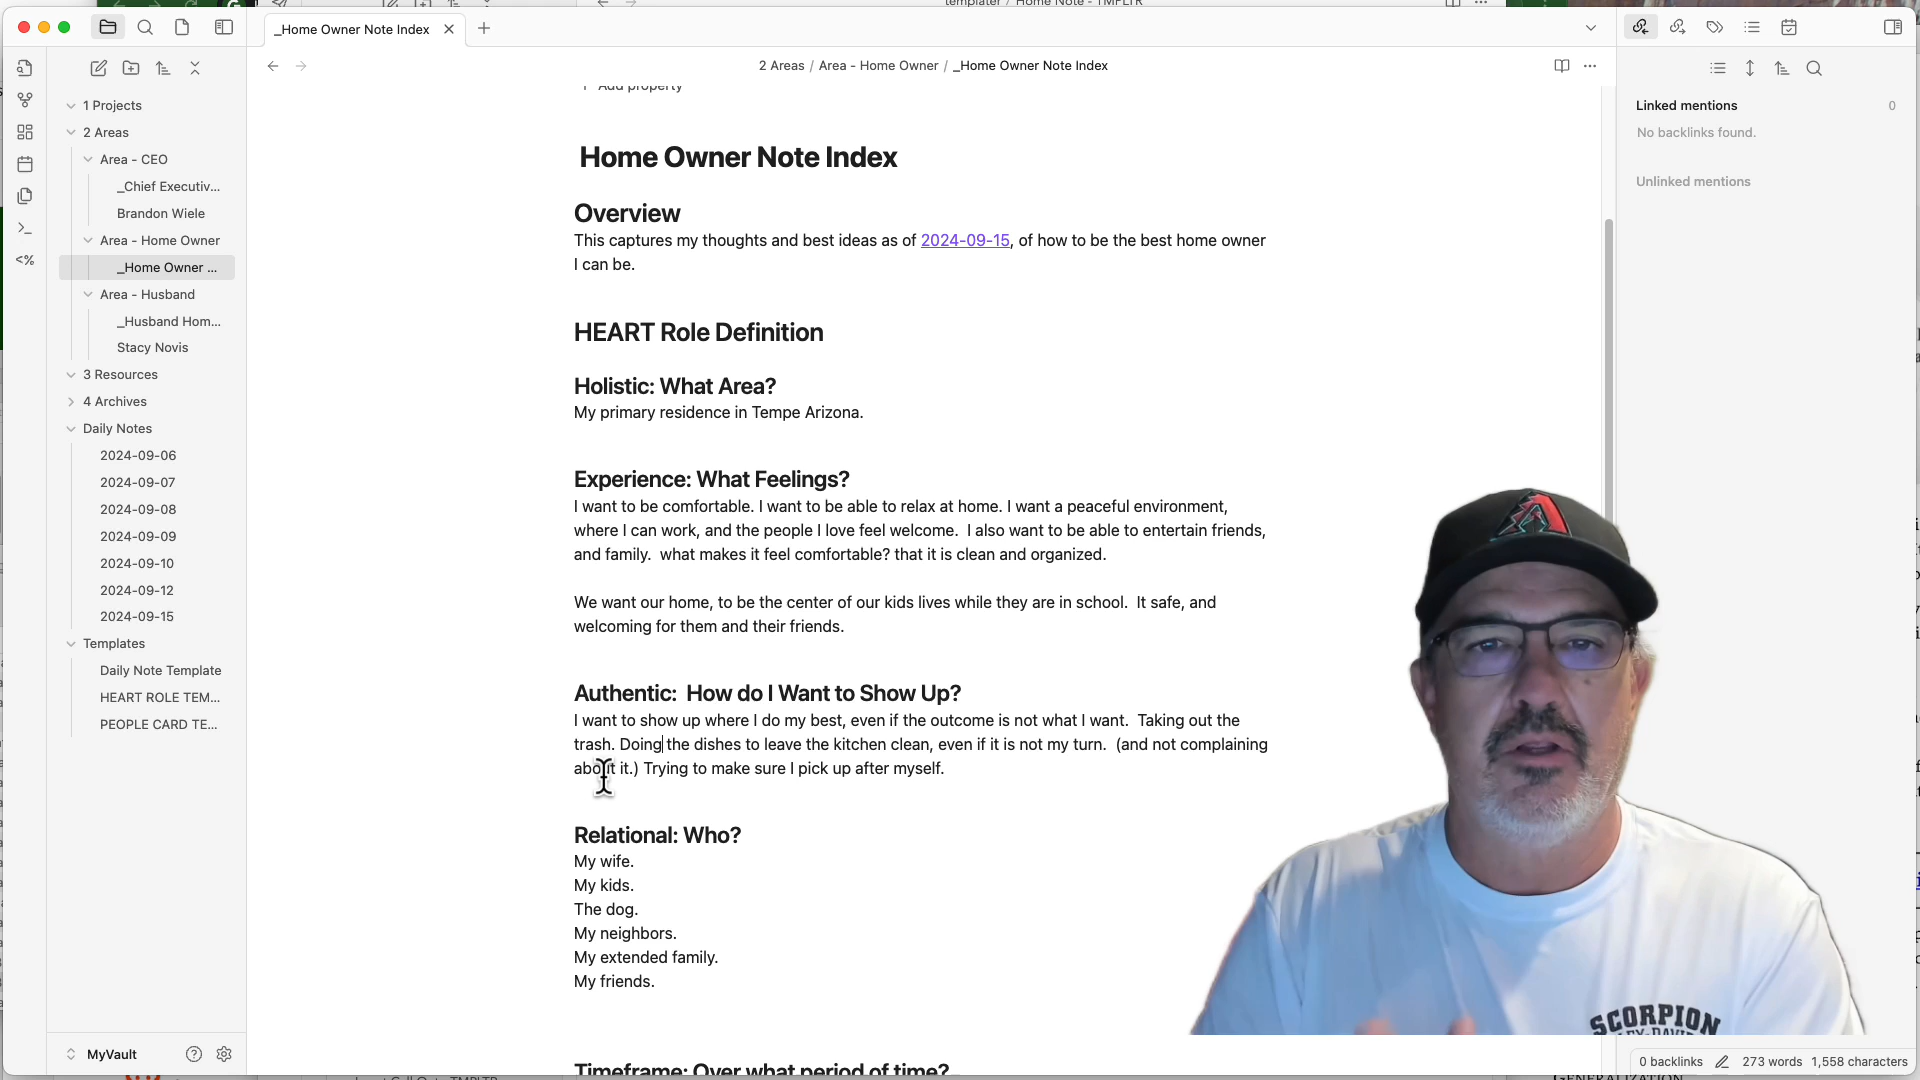 templater / Home Note - TMPLTR
_Home Owner Note Index
2 Areas / Area - Home Owner / _Home Owner Note Index
1 Projects
2 Areas
Area - CEO
_Chief Executiv...
Brandon Wiele
Area - Home Owner
_Home Owner ...
Area - Husband
_Husband Hom...
Stacy Novis
3 Resources
4 Archives
Daily Notes
2024-09-06
2024-09-07
2024-09-08
2024-09-09
2024-09-10
2024-09-12
2024-09-15
Templates
Daily Note Template
HEART ROLE TEM...
PEOPLE CARD TE...
MyVault
Add property
Home Owner Note Index
Overview
This captures my thoughts and best ideas as of 2024-09-15, of how to be the best home owner
I can be.
HEART Role Definition
Holistic: What Area?
My primary residence in Tempe Arizona.
Experience: What Feelings?
I want to be comfortable. I want to be able to relax at home. I want a peaceful environment,
where I can work, and the people I love feel welcome.  I also want to be able to entertain friends,
and family.  what makes it feel comfortable? that it is clean and organized.
We want our home, to be the center of our kids lives while they are in school.  It safe, and
welcoming for them and their friends.
Authentic:  How do I Want to Show Up?
I want to show up where I do my best, even if the outcome is not what I want.  Taking out the
trash. Doing the dishes to leave the kitchen clean, even if it is not my turn.  (and not complaining
about it.) Trying to make sure I pick up after myself.
Relational: Who?
My wife.
My kids.
The dog.
My neighbors.
My extended family.
My friends.
Timeframe: Over what period of time?
Linked mentions 0
No backlinks found.
Unlinked mentions
SCORPION
0 backlinks 273 words 1,558 characters